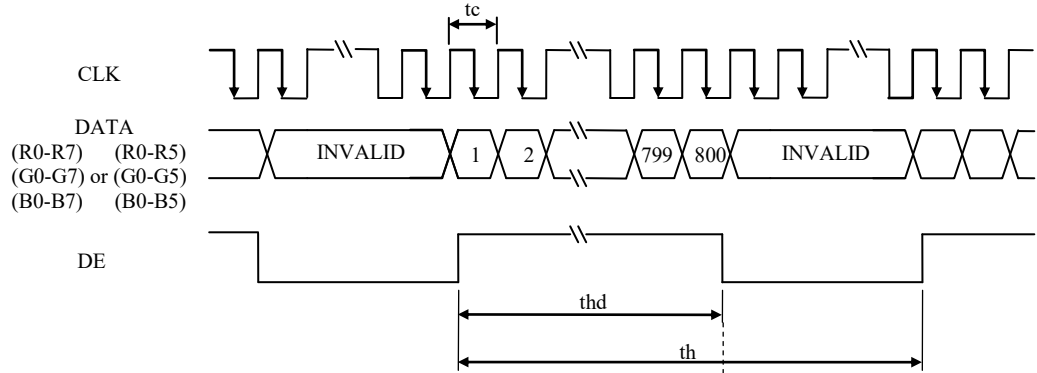 tc
CLK
DATA
(R0-R7) (R0-R5)
(G0-G7) or (G0-G5)
(B0-B7) (B0-B5)
INVALID 1 2 799 800 INVALID
DE
thd
th